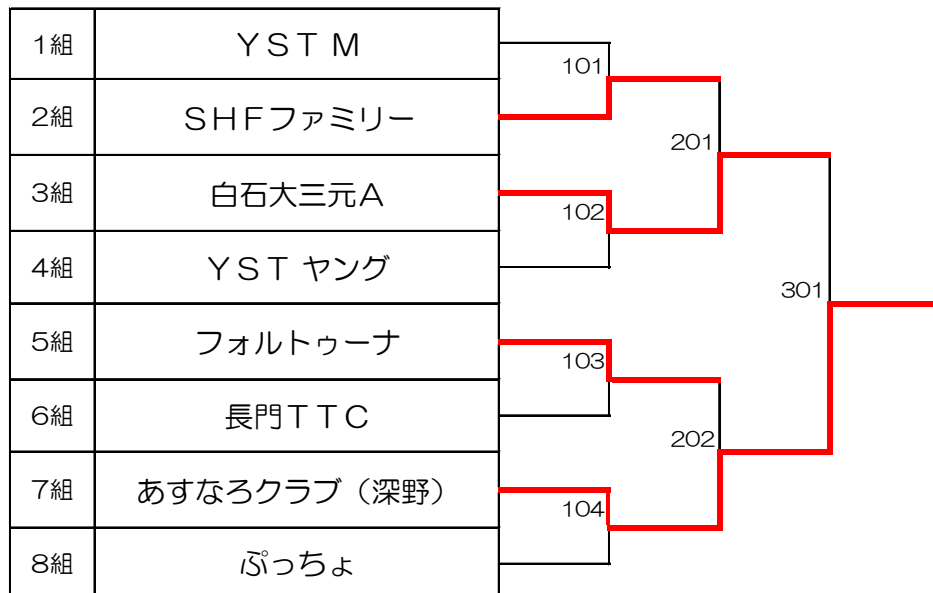 1組 ＹＳＴ Ｍ
2組 ＳＨＦファミリー
3組 白石大三元Ａ
4組 ＹＳＴ ヤング
5組 フォルトゥーナ
6組 長門ＴＴＣ
7組 あすなろクラブ（深野）
8組 ぷっちょ
101
102
103
104
201
202
301